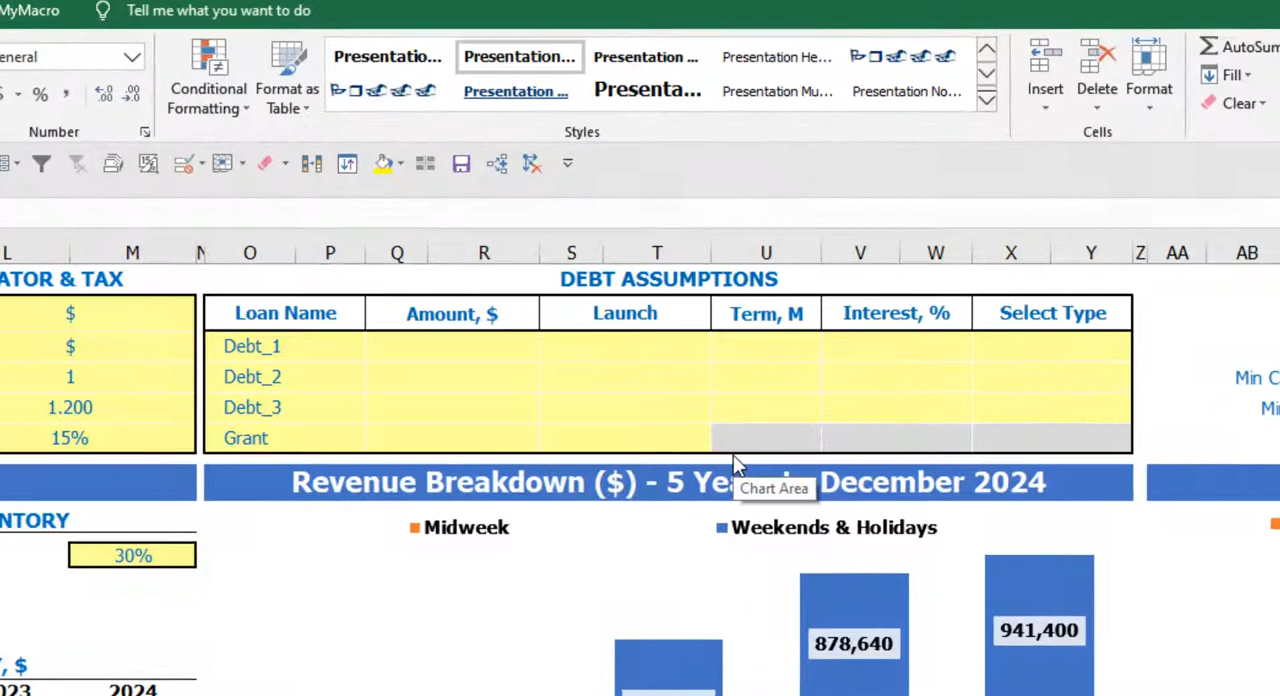 MyMacro Tell me what you want to do
eneral
Presentatio... Presentation... Presentation ... Presentation He...
Presentation ... Presenta... Presentation Mu... Presentation No...
Conditional Formatting
Format as Table
Insert Delete Format
AutoSum
Fill
Clear
Number Styles Cells
L M N O P Q R S T U V W X Y Z AA AB
ATOR & TAX DEBT ASSUMPTIONS
$ Loan Name Amount, $ Launch Term, M Interest, % Select Type
$ Debt_1
1 Debt_2 Min C
1.200 Debt_3 Mi
15% Grant
Revenue Breakdown ($) - 5 Yea December 2024
Chart Area
NTORY Midweek Weekends & Holidays
30%
878,640 941,400
, $
023 2024